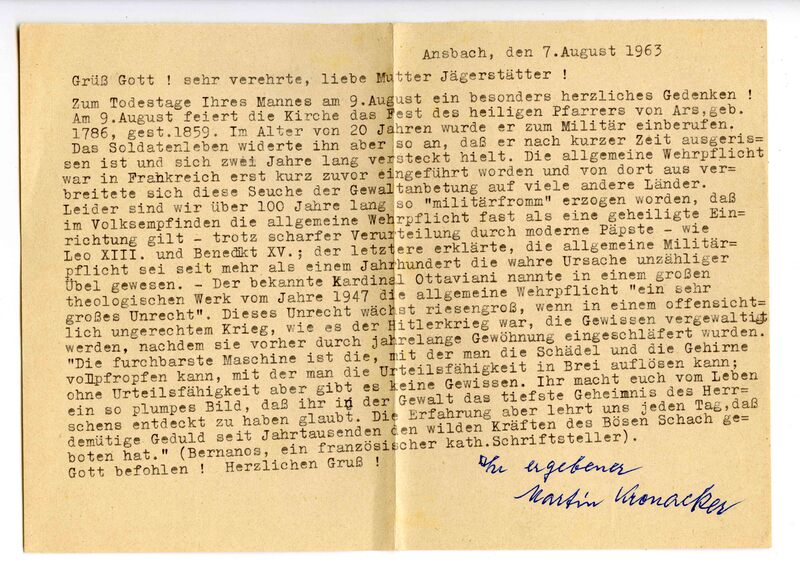 Ansbach, den 7.August 1963
Grüß Gott ! sehr verehrte, liebe Mutter Jägerstätter !
Zum Todestage Ihres Mannes am 9.August ein besonders herzliches Gedenken !
Am 9.August feiert die Kirche das Fest des heiligen Pfarrers von Ars,geb.
1786, gest.1859. Im Alter von 20 Jahren wurde er zum Militär einberufen.
Das Soldatenleben widerte ihn aber so an, daß er nach kurzer Zeit ausgeris=
sen ist und sich zwei Jahre lang versteckt hielt. Die allgemeine Wehrpflicht
war in Frankreich erst kurz zuvor eingeführt worden und von dort aus ver=
breitete sich diese Seuche der Gewaltanbetung auf viele andere Länder.
Leider sind wir über 100 Jahre lang so "militärfromm" erzogen worden, daß
im Volksempfinden die allgemeine Wehrpflicht fast als eine geheiligte Ein=
richtung gilt - trotz scharfer Verurteilung durch moderne Päpste - wie
Leo XIII. und Benedikt XV.; der letztere erklärte, die allgemeine Militär=
pflicht sei seit mehr als einem Jahrhundert die wahre Ursache unzähliger
Übel gewesen. - Der bekannte Kardinal Ottaviani nannte in einem großen
theologischen Werk vom Jahre 1947 die allgemeine Wehrpflicht "ein sehr
großes Unrecht". Dieses Unrecht wächst riesengroß, wenn in einem offensicht=
lich ungerechtem Krieg, wie es der Hitlerkrieg war, die Gewissen vergewaltigt
werden, nachdem sie vorher durch jahrelange Gewöhnung eingeschläfert wurden.
"Die furchbarste Maschine ist die, mit der man die Schädel und die Gehirne
vollpfropfen kann, mit der man die Urteilsfähigkeit in Brei auflösen kann;
ohne Urteilsfähigkeit aber gibt es keine Gewissen. Ihr macht euch vom Leben
ein so plumpes Bild, daß ihr in der Gewalt das tiefste Geheimnis des Herr=
schens entdeckt zu haben glaubt. Die Erfahrung aber lehrt uns jeden Tag,daß
demütige Geduld seit Jahrtausenden den wilden Kräften des Bösen Schach ge=
boten hat." (Bernanos, ein französischer kath.Schriftsteller).
Gott befohlen ! Herzlichen Gruß !
Ihr ergebener
Martin Kronacker